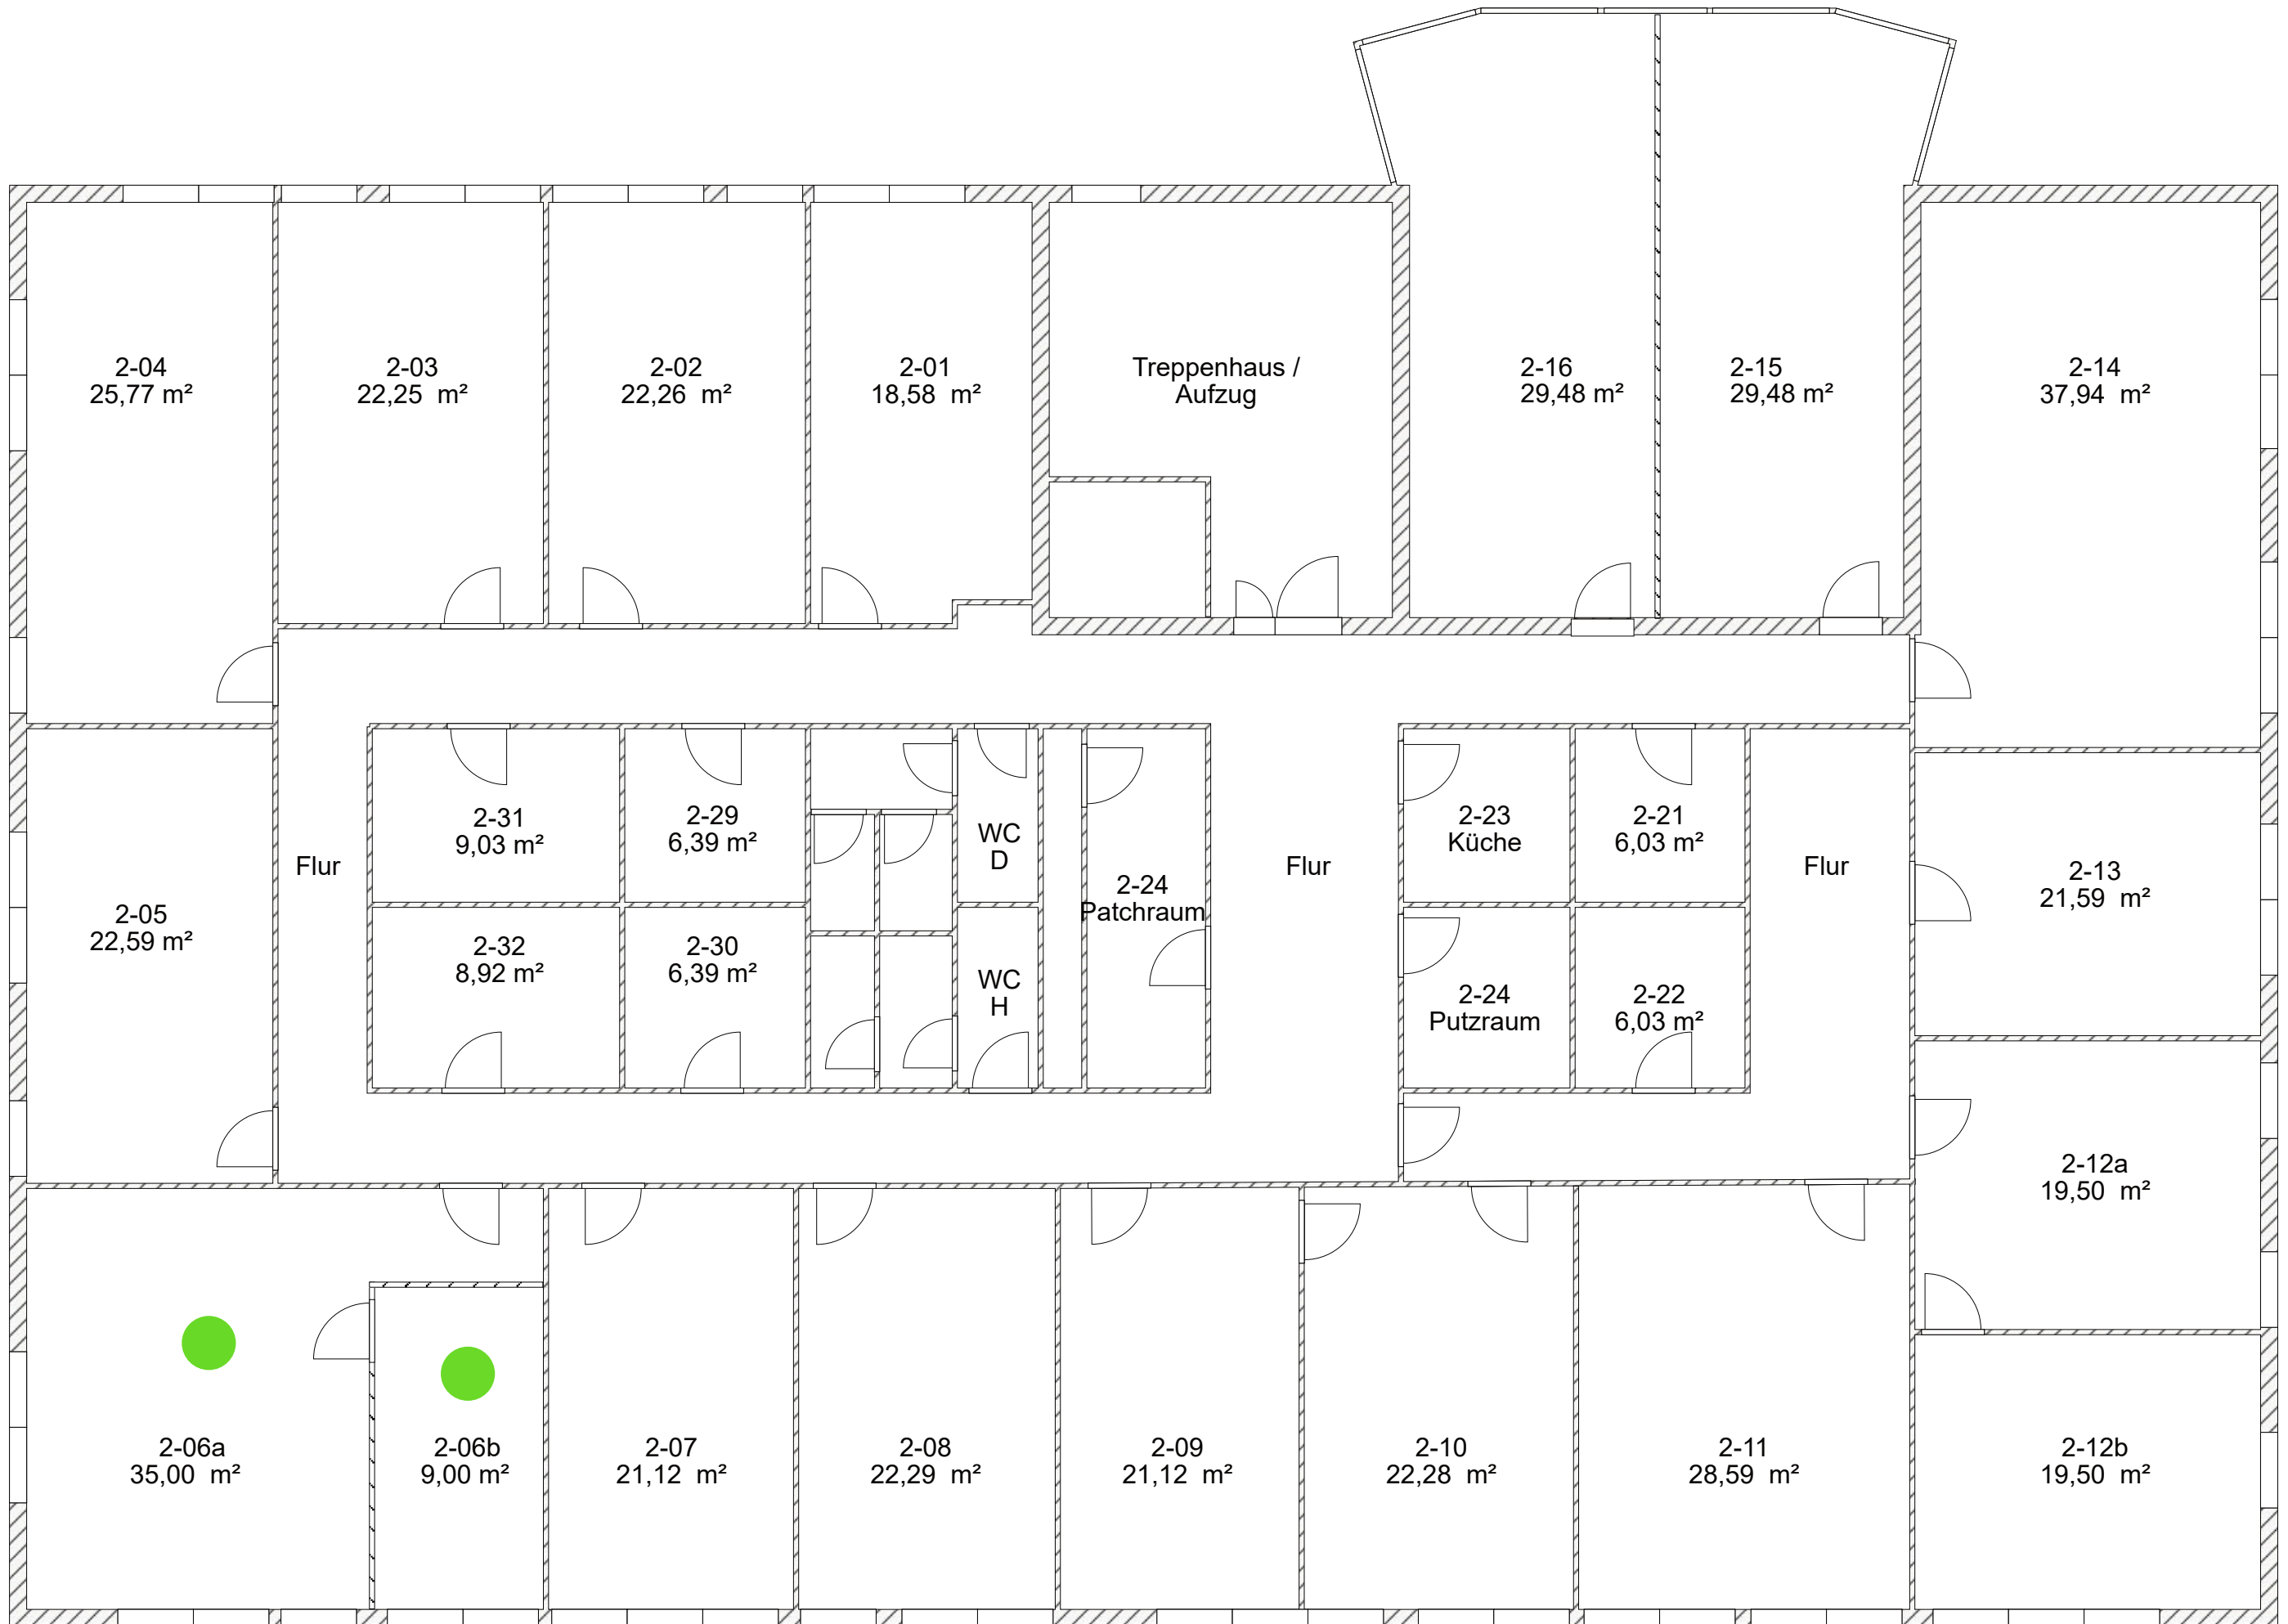 2-04
25,77 m²
2-03
22,25 m²
2-02
22,26 m²
2-01
18,58 m²
Treppenhaus /
Aufzug
2-16
29,48 m²
2-15
29,48 m²
2-14
37,94 m²
2-05
22,59 m²
Flur
2-31
9,03 m²
2-29
6,39 m²
WC
D
2-24
Patchraum
Flur
2-23
Küche
2-21
6,03 m²
Flur
2-13
21,59 m²
2-32
8,92 m²
2-30
6,39 m²
WC
H
2-24
Putzraum
2-22
6,03 m²
2-12a
19,50 m²
2-06a
35,00 m²
2-06b
9,00 m²
2-07
21,12 m²
2-08
22,29 m²
2-09
21,12 m²
2-10
22,28 m²
2-11
28,59 m²
2-12b
19,50 m²